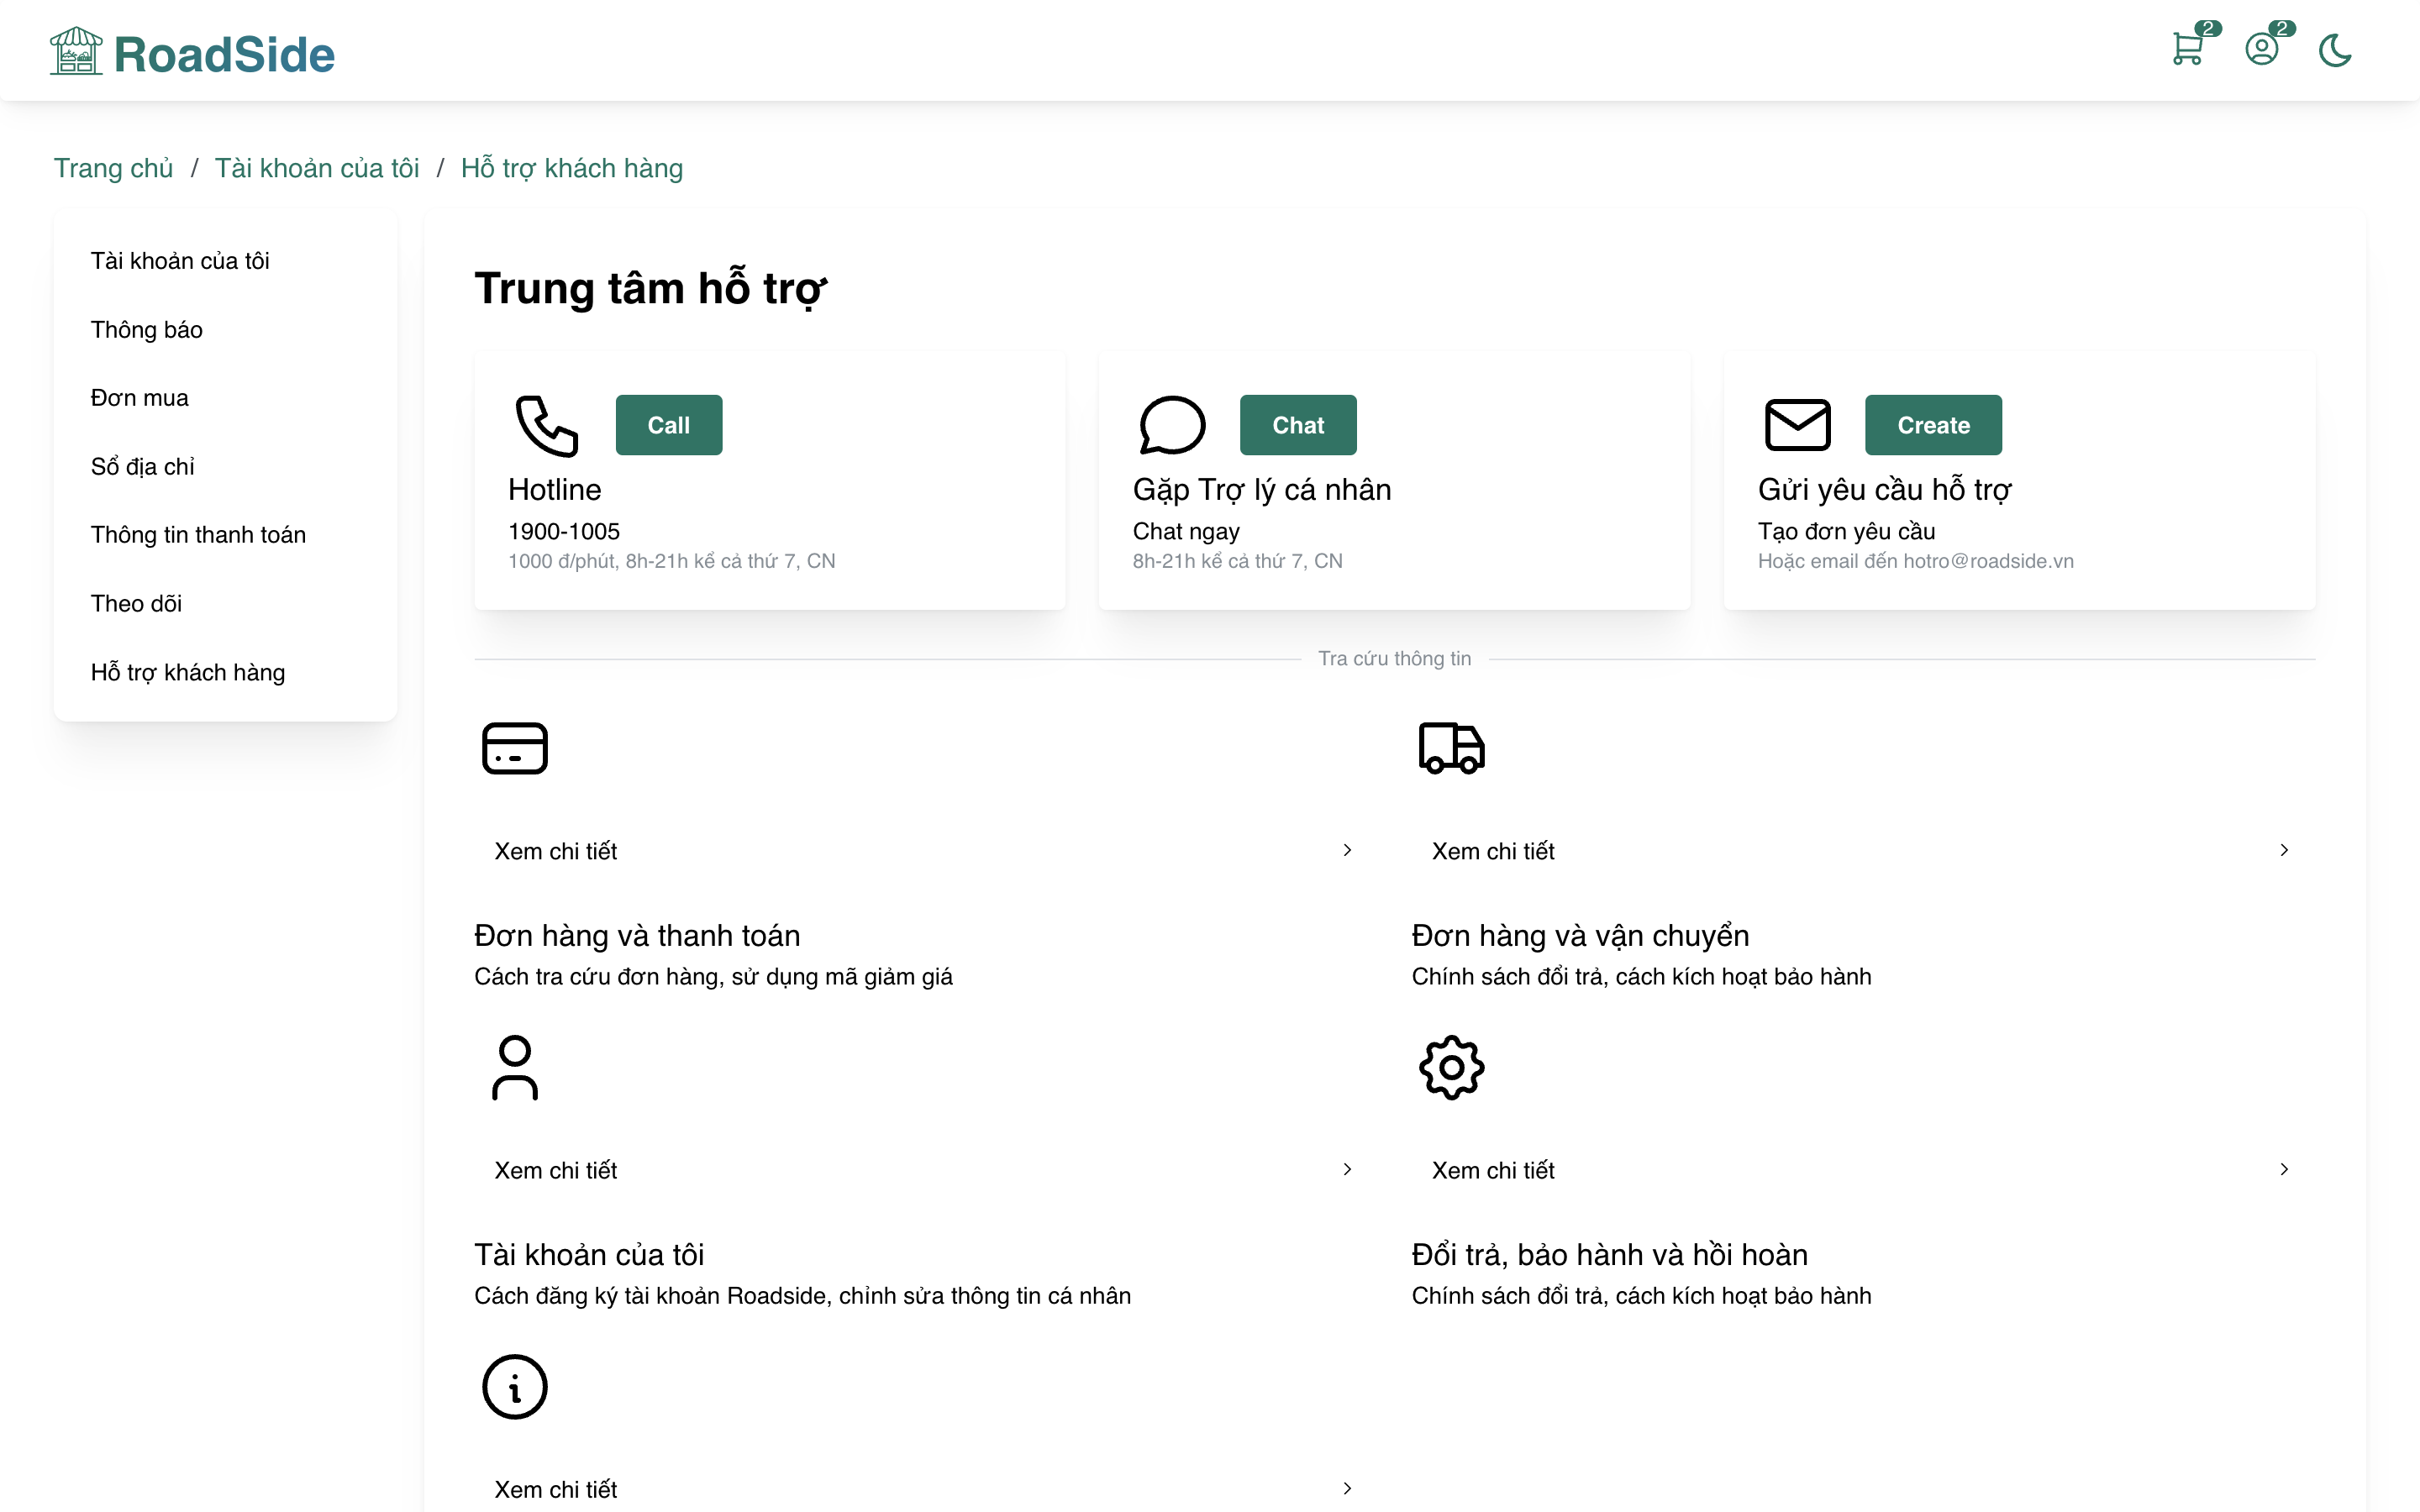 RoadSide
2
2
Trang chủ / Tài khoản của tôi / Hỗ trợ khách hàng
Tài khoản của tôi
Thông báo
Đơn mua
Sổ địa chỉ
Thông tin thanh toán
Theo dõi
Hỗ trợ khách hàng
Trung tâm hỗ trợ
Call
Hotline
1900-1005
1000 đ/phút, 8h-21h kể cả thứ 7, CN
Chat
Gặp Trợ lý cá nhân
Chat ngay
8h-21h kể cả thứ 7, CN
Create
Gửi yêu cầu hỗ trợ
Tạo đơn yêu cầu
Hoặc email đến hotro@roadside.vn
Tra cứu thông tin
Xem chi tiết
Đơn hàng và thanh toán
Cách tra cứu đơn hàng, sử dụng mã giảm giá
Xem chi tiết
Đơn hàng và vận chuyển
Chính sách đổi trả, cách kích hoạt bảo hành
Xem chi tiết
Tài khoản của tôi
Cách đăng ký tài khoản Roadside, chỉnh sửa thông tin cá nhân
Xem chi tiết
Đổi trả, bảo hành và hồi hoàn
Chính sách đổi trả, cách kích hoạt bảo hành
Xem chi tiết